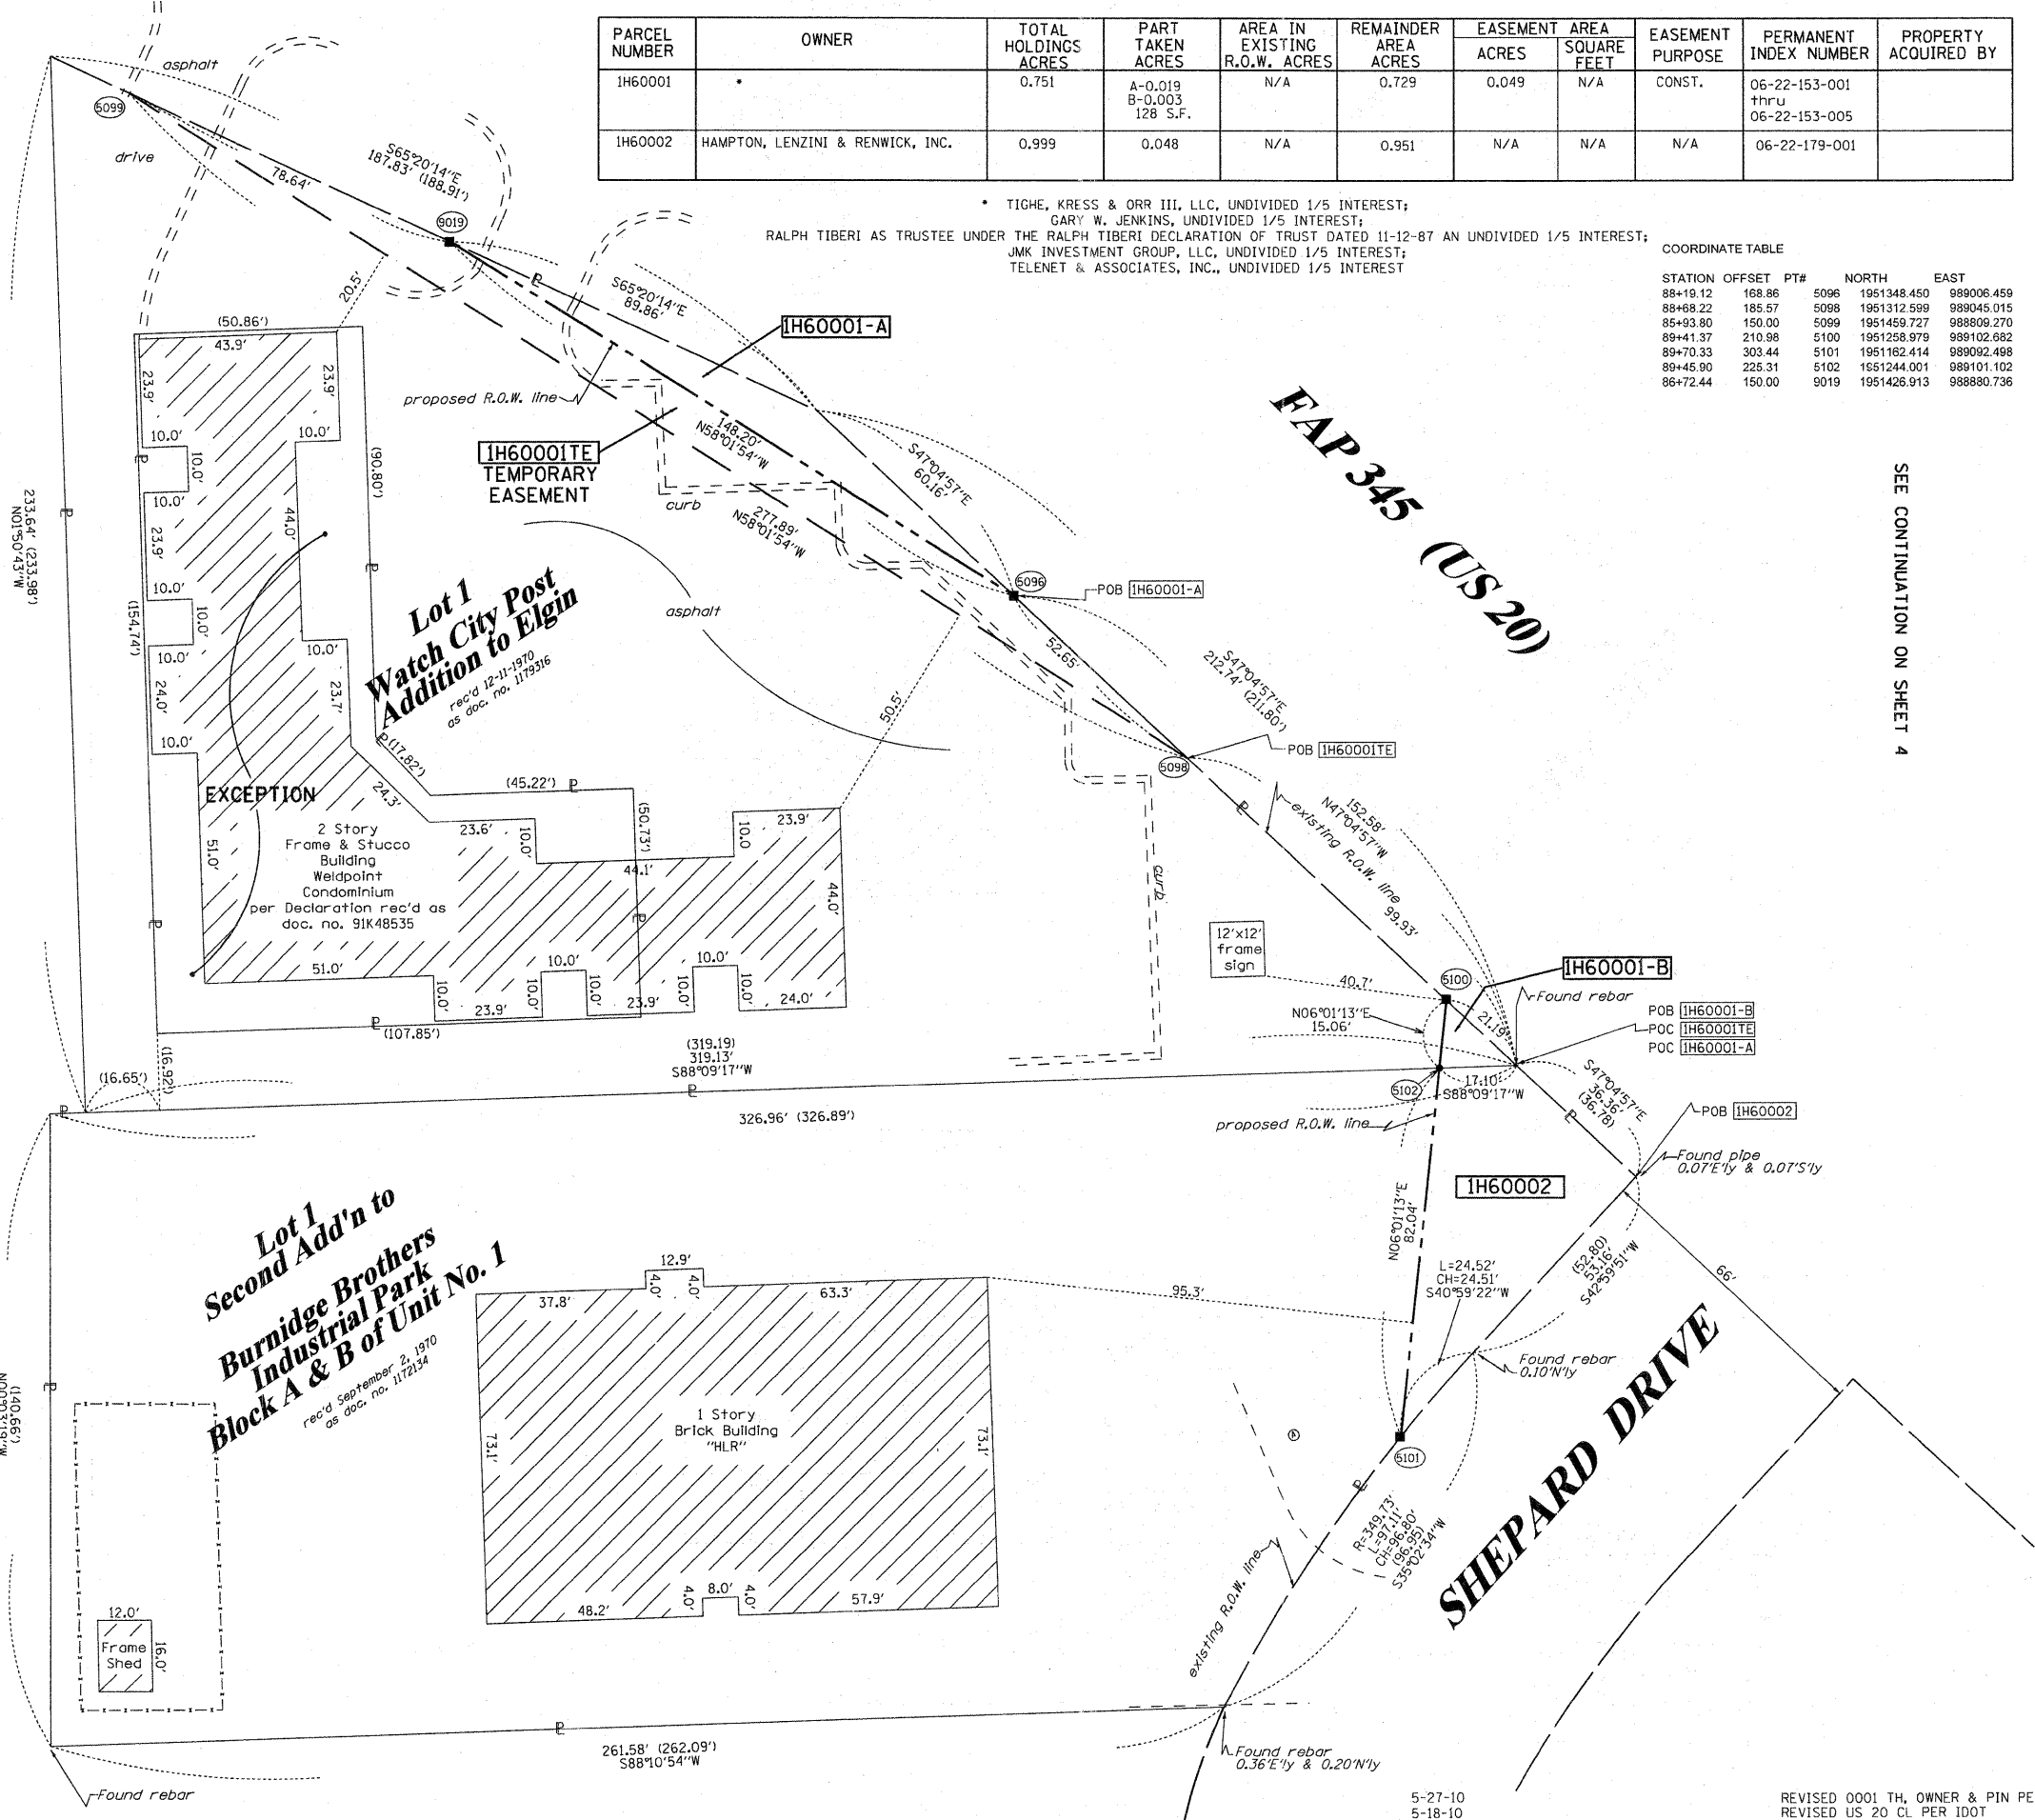 PARCEL NUMBER OWNER TOTAL HOLDINGS ACRES PART TAKEN ACRES AREA IN EXISTING R.O.W. ACRES REMAINDER AREA ACRES EASEMENT AREA ACRES SQUARE FEET EASEMENT PURPOSE PERMANENT INDEX NUMBER PROPERTY ACQUIRED BY
1H60001 * 0.751 A-0.019 N/A 0.729 0.049 N/A CONST. 06-22-153-001
B-0.003 thru
128 S.F. 06-22-153-005
1H60002 HAMPTON, LENZINI & RENWICK, INC. 0.999 0.048 N/A 0.951 N/A N/A N/A 06-22-179-001
* TIGHE, KRESS & ORR III, LLC, UNDIVIDED 1/5 INTEREST;
GARY W. JENKINS, UNDIVIDED 1/5 INTEREST;
RALPH TIBERI AS TRUSTEE UNDER THE RALPH TIBERI DECLARATION OF TRUST DATED 11-12-87 AN UNDIVIDED 1/5 INTEREST;
JMK INVESTMENT GROUP, LLC, UNDIVIDED 1/5 INTEREST;
TELENET & ASSOCIATES, INC., UNDIVIDED 1/5 INTEREST
COORDINATE TABLE
STATION OFFSET PT# NORTH EAST
88+19.12 168.86 5096 1951348.450 989006.459
88+68.22 185.57 5098 1951312.599 989045.015
85+93.80 150.00 5099 1951459.727 988809.270
89+41.37 210.98 5100 1951258.979 989102.682
89+70.33 303.44 5101 1951162.414 989092.498
89+45.90 225.31 5102 1951244.001 989101.102
86+72.44 150.00 9019 1951426.913 988880.736
asphalt
5099
drive
78.64'
S65°20'14"E
187.83' (188.91')
9019
20.5'
S65°20'14"E
89.86'
1H60001-A
proposed R.O.W. line
1H60001TE
TEMPORARY
EASEMENT
148.20'
N58°01'54"W
curb
277.89'
N58°01'54"W
S47°04'57"E
60.16'
5096
POB 1H60001-A
FAP 345 (US 20)
SEE CONTINUATION ON SHEET 4
(50.86')
43.9'
23.9'
23.9'
10.0'
10.0'
10.0'
10.0'
(90.80')
44.0'
23.9'
10.0'
10.0'
10.0'
10.0'
23.7'
24.0'
10.0'
(154.74')
233.64' (233.98')
N01°50'43"W
Lot 1
Watch City Post
Addition to Elgin
rec'd 12-11-1970
as doc. no. 1179316
asphalt
50.5'
52.65'
S47°04'57"E
212.74' (211.80')
POB 1H60001TE
5098
(17.82')
24.3'
(45.22')
(50.73')
EXCEPTION
2 Story
Frame & Stucco
Building
Weldpoint
Condominium
per Declaration rec'd as
doc. no. 91K48535
23.6'
10.0'
44.1'
10.0
23.9'
44.0'
51.0'
51.0'
10.0'
23.9'
10.0'
10.0'
10.0'
23.9'
10.0'
10.0'
10.0'
24.0'
curb
152.58'
N47°04'57"W
existing R.O.W. line
99.93'
12'x12'
frame
sign
40.7'
5100
1H60001-B
Found rebar
N06°01'13"E
15.06'
21.19'
POB 1H60001-B
POC 1H60001TE
POC 1H60001-A
(107.85')
(16.92')
(16.65')
(319.19)
319.13'
S88°09'17"W
326.96' (326.89')
5102
17.10'
S88°09'17"W
S47°04'57"E
36.36'
(36.78)
POB 1H60002
proposed R.O.W. line
Found pipe
0.07'E'ly & 0.07'S'ly
1H60002
N06°01'13"E
82.04'
L=24.52'
CH=24.51'
S40°59'22"W
(52.80)
53.16'
S42°59'51"W
66'
Lot 1
Second Add'n to
Burnidge Brothers
Industrial Park
Block A & B of Unit No. 1
rec'd September 2, 1970
as doc. no. 1172134
12.9'
4.0'
4.0'
37.8'
63.3'
95.3'
73.1'
1 Story
Brick Building
"HLR"
73.1'
48.2'
4.0'
8.0'
4.0'
57.9'
Found rebar
0.10'N'ly
5101
A
R=349.73'
L=97.11'
CH=96.80'
(96.95)
S35°02'34"W
SHEPARD DRIVE
existing R.O.W. line
(140.66')
N00°03'19"W
12.0'
Frame
Shed
16.0'
261.58' (262.09')
S88°10'54"W
Found rebar
Found rebar
0.36'E'ly & 0.20'N'ly
5-27-10 REVISED 0001 TH, OWNER & PIN PE
5-18-10 REVISED US 20 CL PER IDOT